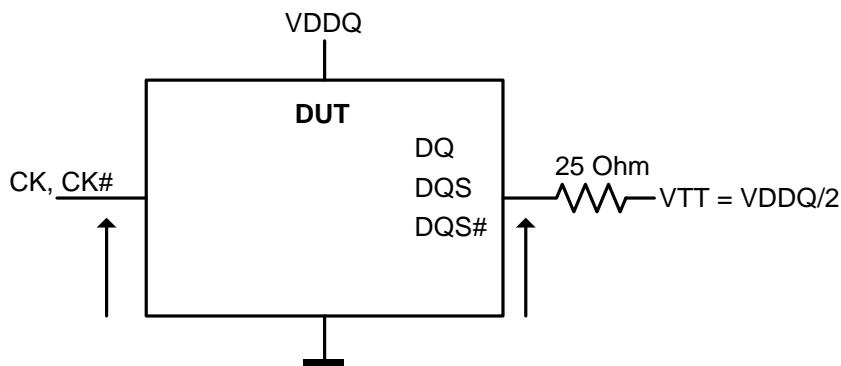 VDDQ
DUT
DQ
25 Ohm
CK, CK#
DQS
VTT = VDDQ/2
DQS#